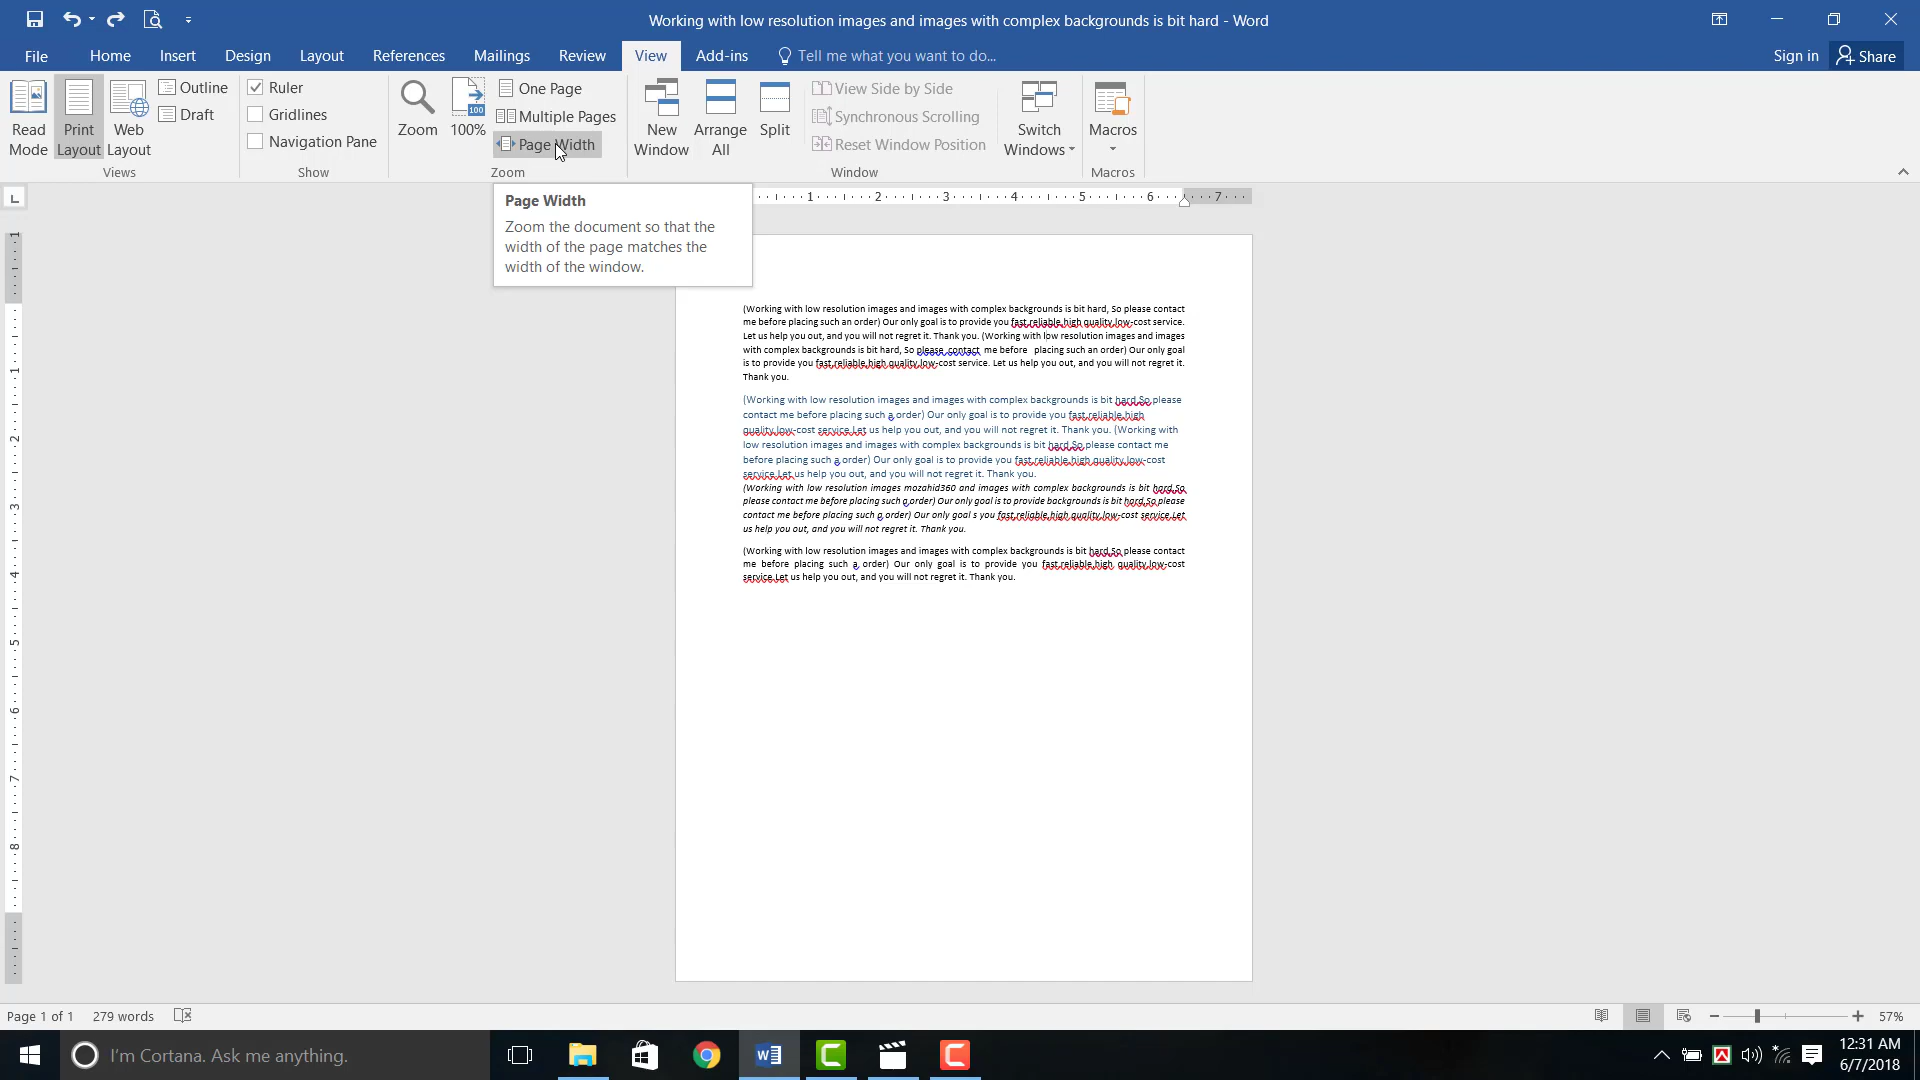 Working with low resolution images and images with complex backgrounds is bit hard - Word
File Home Insert Design Layout References Mailings Review View Add-ins Tell me what you want to do... Sign in Share
Read Mode
Print Layout
Web Layout
Outline
Draft
Views
Ruler
Gridlines
Navigation Pane
Show
Zoom
100
100%
One Page
Multiple Pages
Page Width
Zoom
New Window
Arrange All
Split
View Side by Side
Synchronous Scrolling
Reset Window Position
Window
Switch Windows
Macros
Macros
L
1 2 3 4 5 6 7
Page Width
Zoom the document so that the
width of the page matches the
width of the window.
1
1
2
3
4
5
6
7
8
(Working with low resolution images and images with complex backgrounds is bit hard, So please contact
me before placing such an order) Our only goal is to provide you fast,reliable,high quality,low-cost service.
Let us help you out, and you will not regret it. Thank you. (Working with low resolution images and images
with complex backgrounds is bit hard, So please contact me before placing such an order) Our only goal
is to provide you fast,reliable,high quality,low-cost service. Let us help you out, and you will not regret it.
Thank you.
(Working with low resolution images and images with complex backgrounds is bit hard,So please
contact me before placing such a order) Our only goal is to provide you fast,reliable,high
quality,low-cost service.Let us help you out, and you will not regret it. Thank you. (Working with
low resolution images and images with complex backgrounds is bit hard,So please contact me
before placing such a order) Our only goal is to provide you fast,reliable,high quality,low-cost
service.Let us help you out, and you will not regret it. Thank you.
(Working with low resolution images mozahid360 and images with complex backgrounds is bit hard,So
please contact me before placing such a order) Our only goal is to provide backgrounds is bit hard,So please
contact me before placing such a order) Our only goal s you fast,reliable,high quality,low-cost service.Let
us help you out, and you will not regret it. Thank you.
(Working with low resolution images and images with complex backgrounds is bit hard,So please contact
me before placing such a order) Our only goal is to provide you fast,reliable,high quality,low-cost
service.Let us help you out, and you will not regret it. Thank you.
Page 1 of 1 279 words 57%
I'm Cortana. Ask me anything.
12:31 AM
6/7/2018